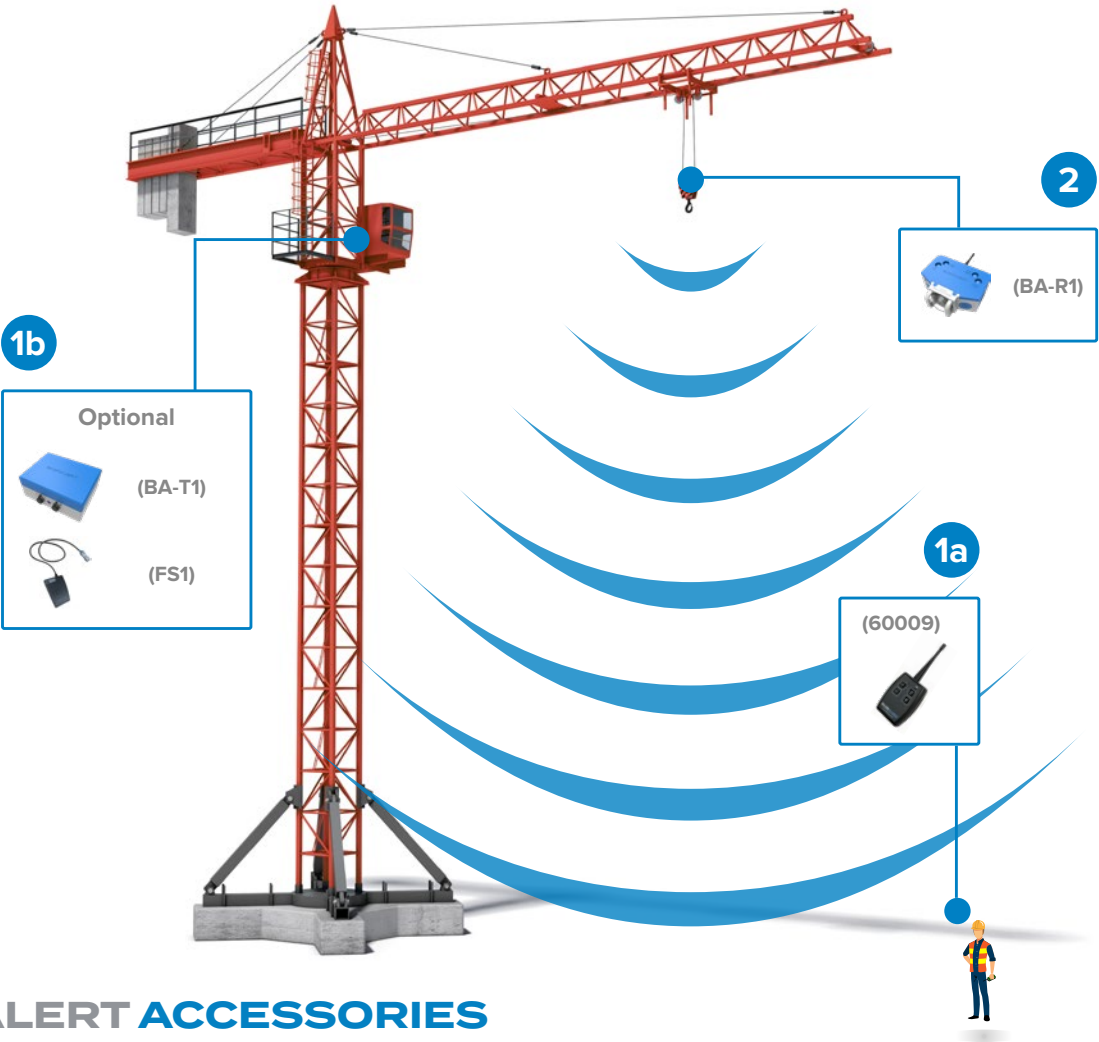 2
(BA-R1)
1b
Optional
(BA-T1)
(FS1)
1a
(60009)
ALERT ACCESSORIES